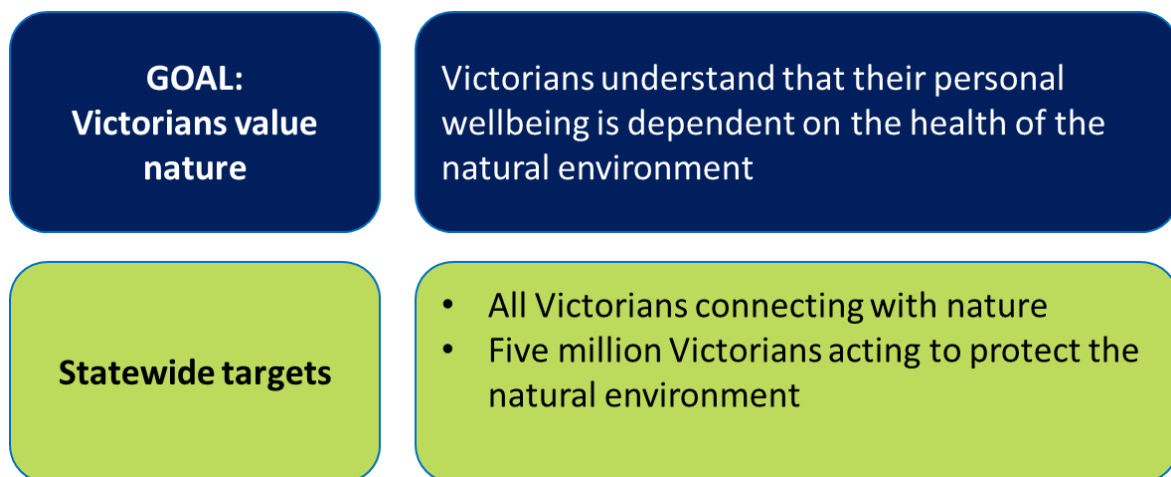 GOAL:
Victorians value
nature
Victorians understand that their personal
wellbeing is dependent on the health of the
natural environment
Statewide targets
• All Victorians connecting with nature
• Five million Victorians acting to protect the
natural environment